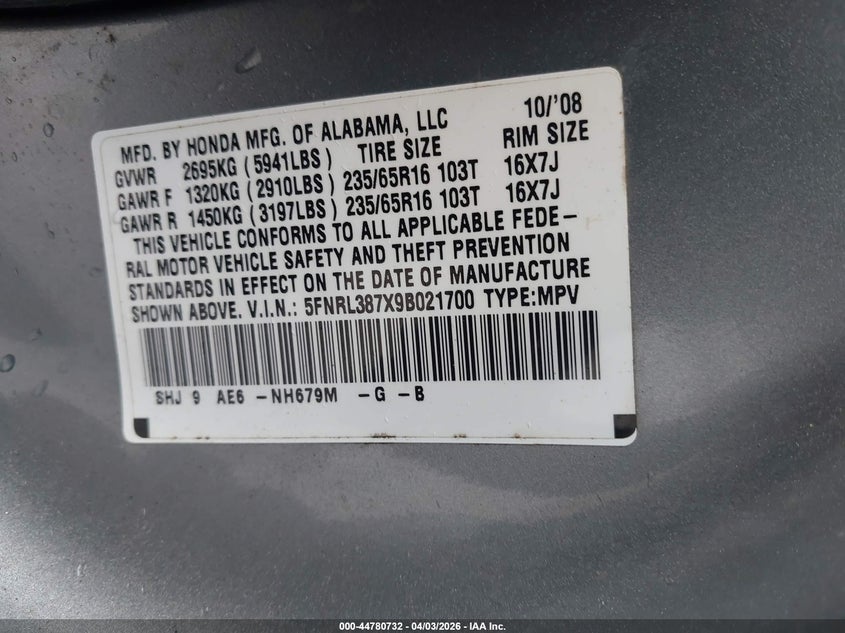 MFD. BY HONDA MFG. OF ALABAMA, LLC 10/'08
GVWR 2695KG (5941LBS) TIRE SIZE RIM SIZE
GAWR F 1320KG (2910LBS) 235/65R16 103T 16X7J
GAWR R 1450KG (3197LBS) 235/65R16 103T 16X7J
THIS VEHICLE CONFORMS TO ALL APPLICABLE FEDE-
RAL MOTOR VEHICLE SAFETY AND THEFT PREVENTION
STANDARDS IN EFFECT ON THE DATE OF MANUFACTURE
SHOWN ABOVE. V.I.N.: 5FNRL387X9B021700 TYPE:MPV
SHJ 9 AE6 -NH679M -G -B
000-44780732 - 04/03/2026 - IAA Inc.